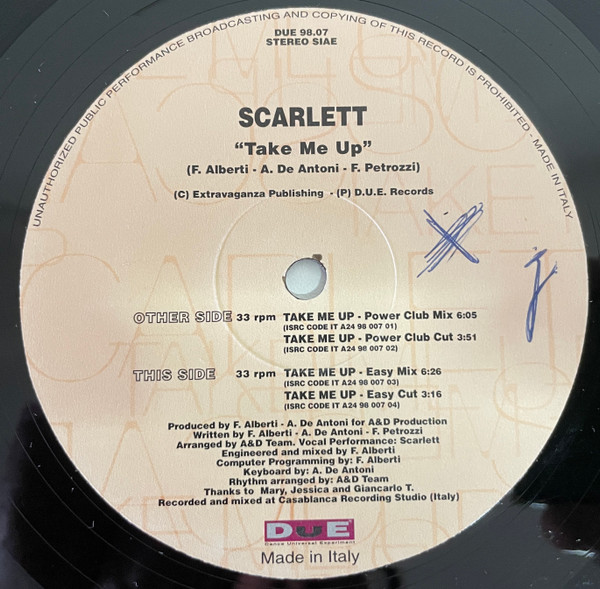 UNAUTHORIZED PUBLIC PERFORMANCE BROADCASTING AND COPYING OF THIS RECORD IS PROHIBITED - MADE IN ITALY
DUE 98.07
STEREO SIAE
SCARLETT
“Take Me Up”
(F. Alberti - A. De Antoni - F. Petrozzi)
(C) Extravaganza Publishing - (P) D.U.E. Records
OTHER SIDE 33 rpm TAKE ME UP - Power Club Mix 6:05
(ISRC CODE IT A24 98 007 01)
TAKE ME UP - Power Club Cut 3:51
(ISRC CODE IT A24 98 007 02)
THIS SIDE 33 rpm TAKE ME UP - Easy Mix 6:26
(ISRC CODE IT A24 98 007 03)
TAKE ME UP - Easy Cut 3:16
(ISRC CODE IT A24 98 007 04)
Produced by F. Alberti - A. De Antoni for A&D Production
Written by F. Alberti - A. De Antoni - F. Petrozzi
Arranged by A&D Team. Vocal Performance: Scarlett
Engineered and mixed by F. Alberti
Computer Programming by: F. Alberti
Keyboard by: A. De Antoni
Rhythm arranged by: A&D Team
Thanks to Mary, Jessica and Giancarlo T.
Recorded and mixed at Casablanca Recording Studio (Italy)
DUE
Dance Universal Experiment
Made in Italy